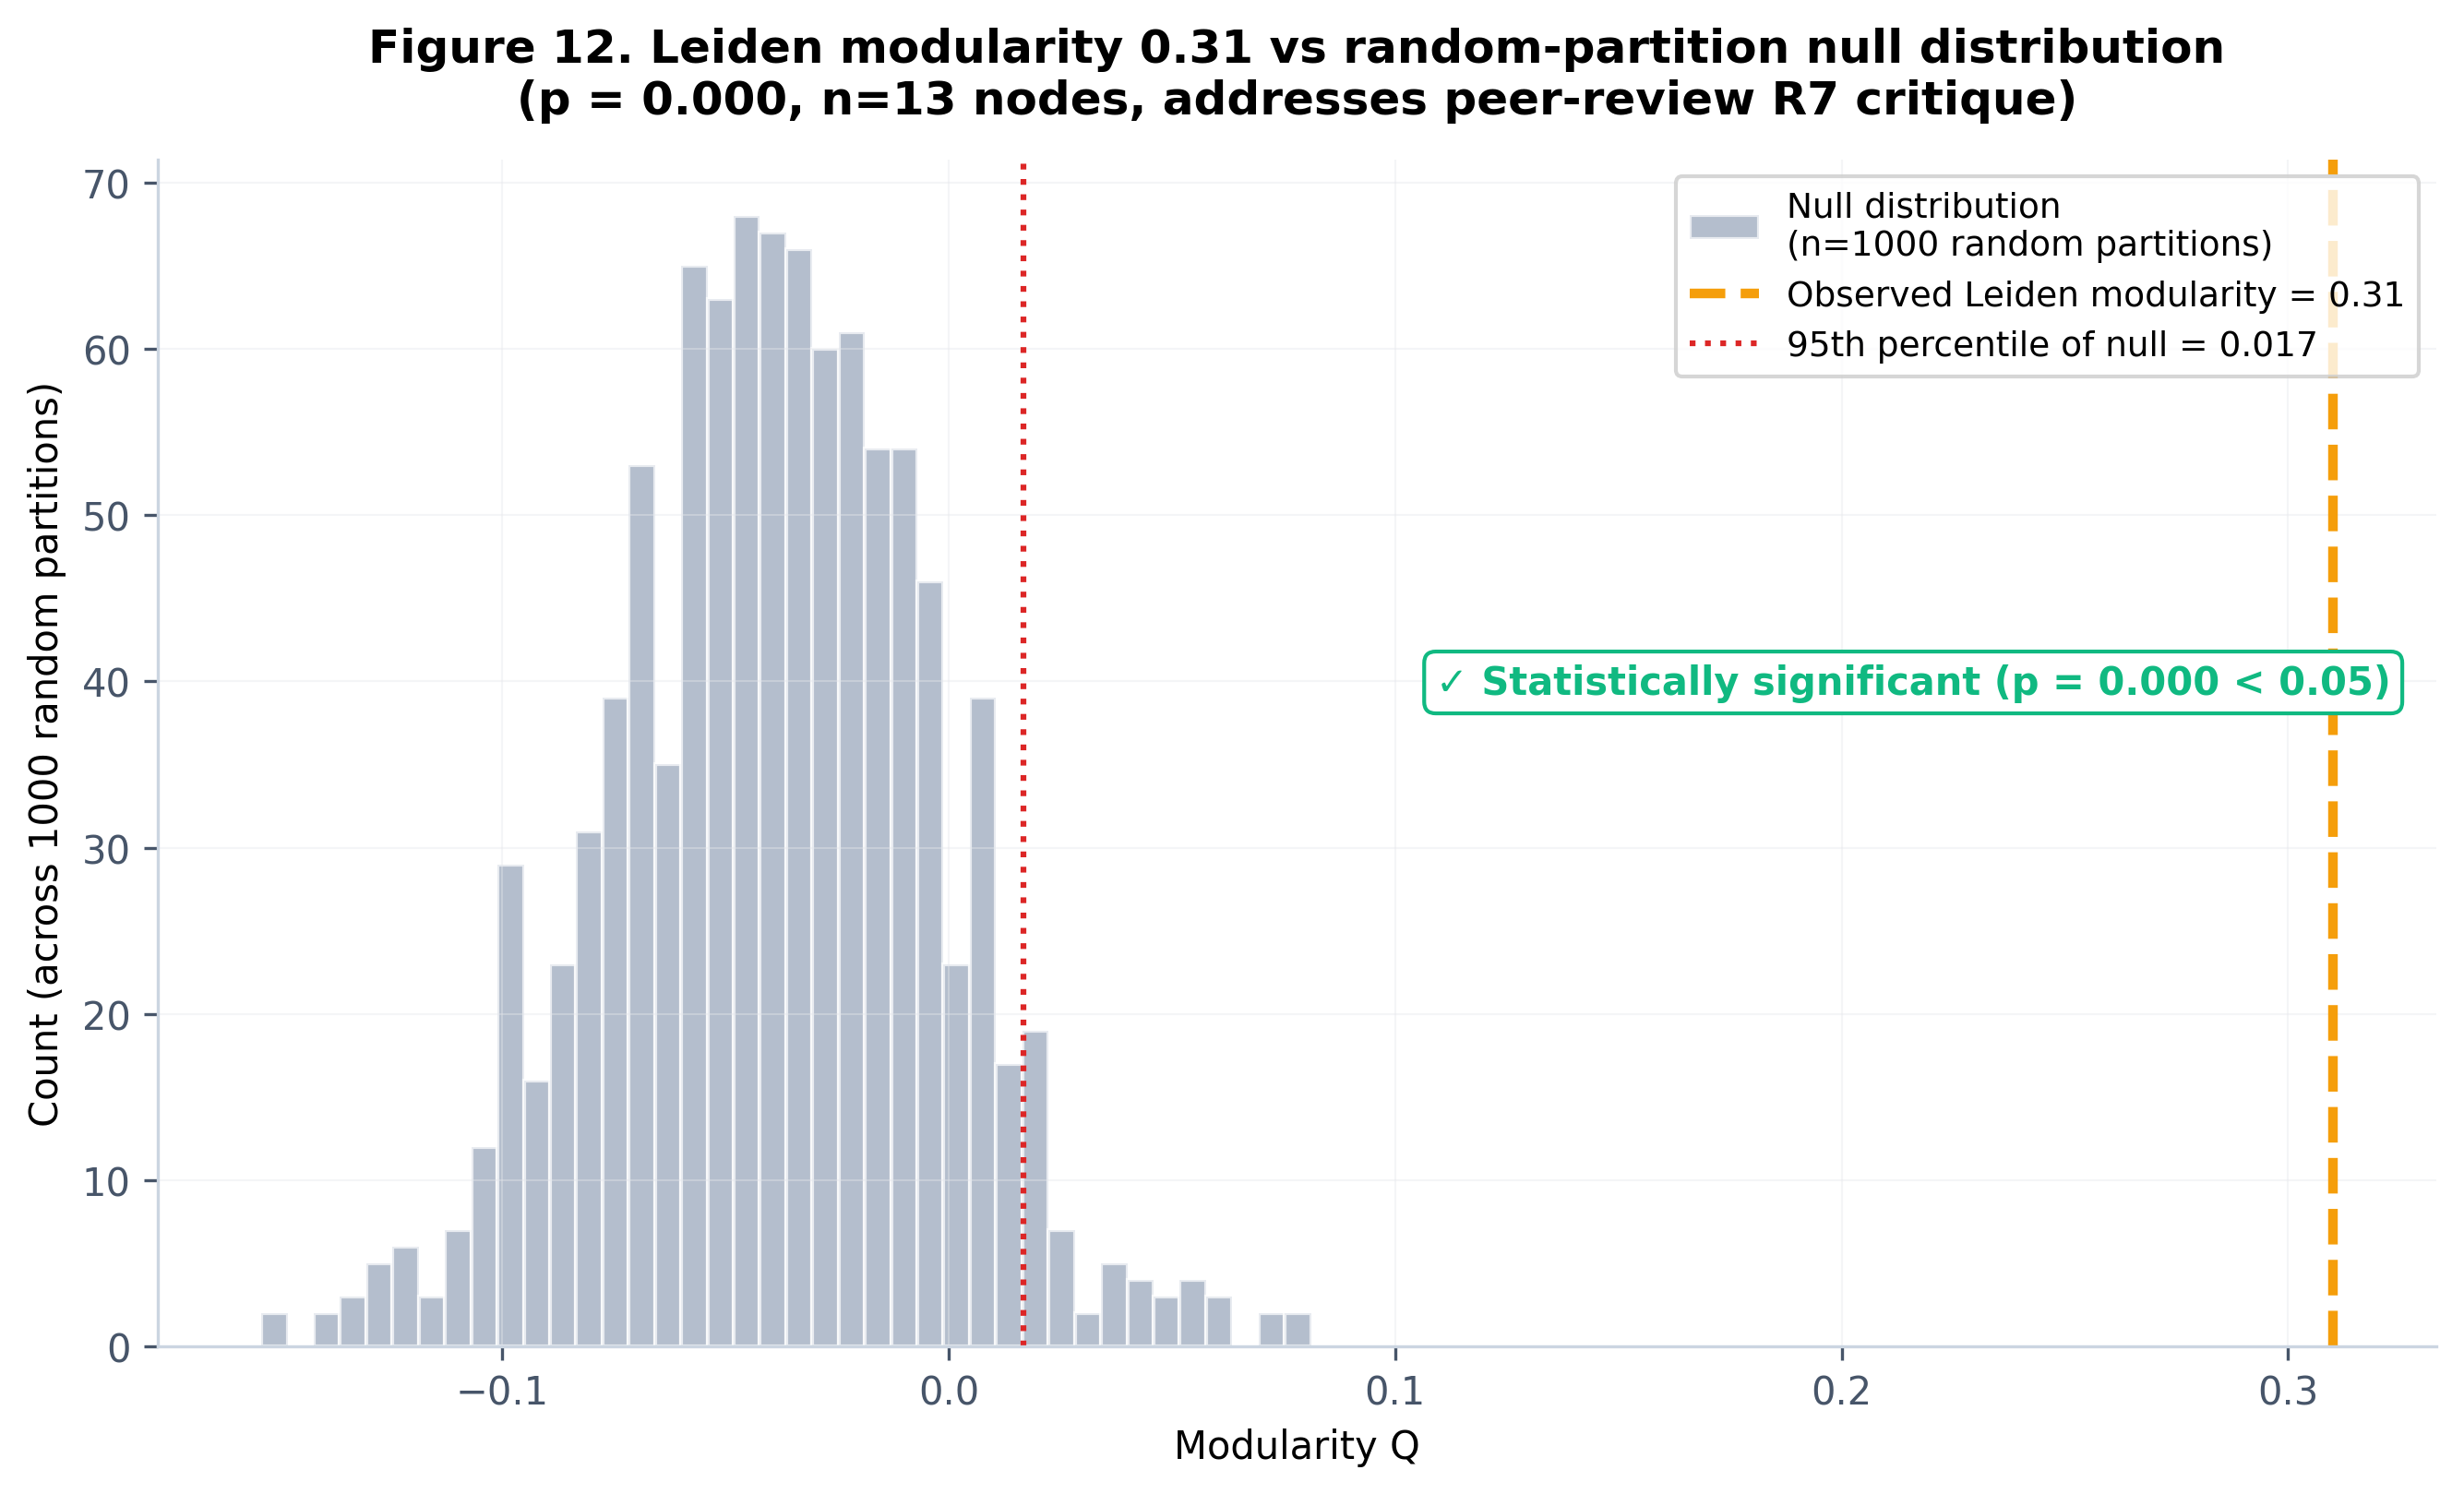 Figure 12. Leiden modularity 0.31 vs random-partition null distribution
(p = 0.000, n=13 nodes, addresses peer-review R7 critique)
Count (across 1000 random partitions)
70
60
50
40
30
20
10
0
Null distribution
(n=1000 random partitions)
Observed Leiden modularity = 0.31
95th percentile of null = 0.017
✓ Statistically significant (p = 0.000 < 0.05)
−0.1
0.0
0.1
0.2
0.3
Modularity Q